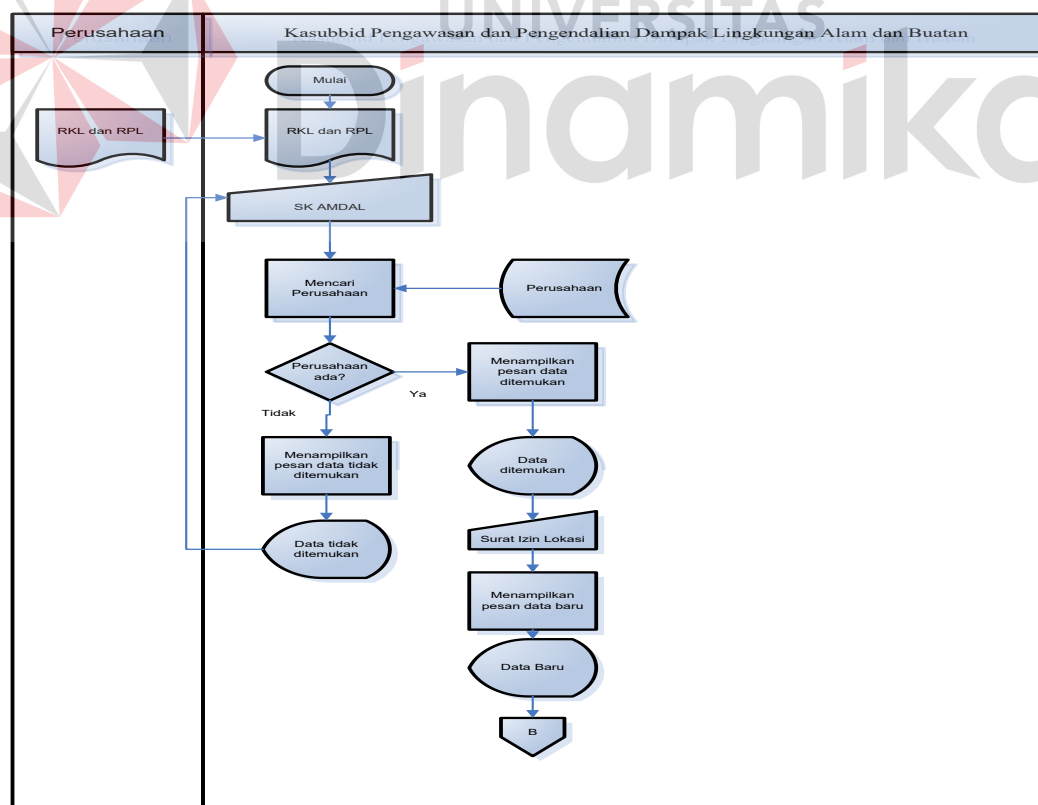 UNIVERSITAS
Dinamika
Perusahaan
Kasubbid Pengawasan dan Pengendalian Dampak Lingkungan Alam dan Buatan
Mulai
RKL dan RPL
RKL dan RPL
SK AMDAL
Mencari
Perusahaan
Perusahaan
Perusahaan
ada?
Ya
Tidak
Menampilkan
pesan data
ditemukan
Menampilkan
pesan data tidak
ditemukan
Data
ditemukan
Data tidak
ditemukan
Surat Izin Lokasi
Menampilkan
pesan data baru
Data Baru
B